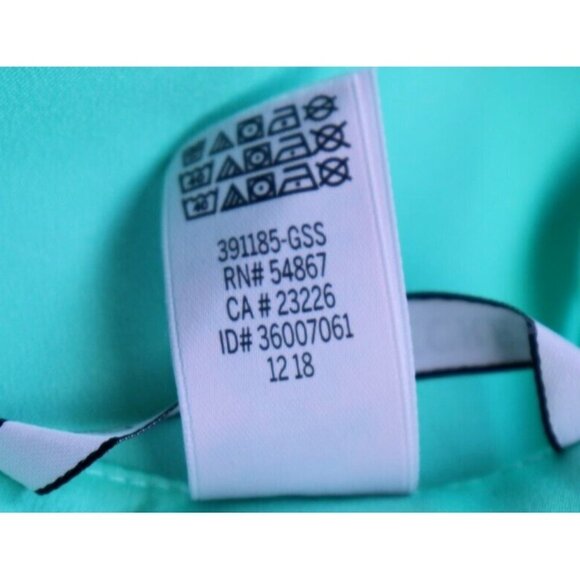 391185-GSS
RN# 54867
CA # 23226
ID# 36007061
12 18